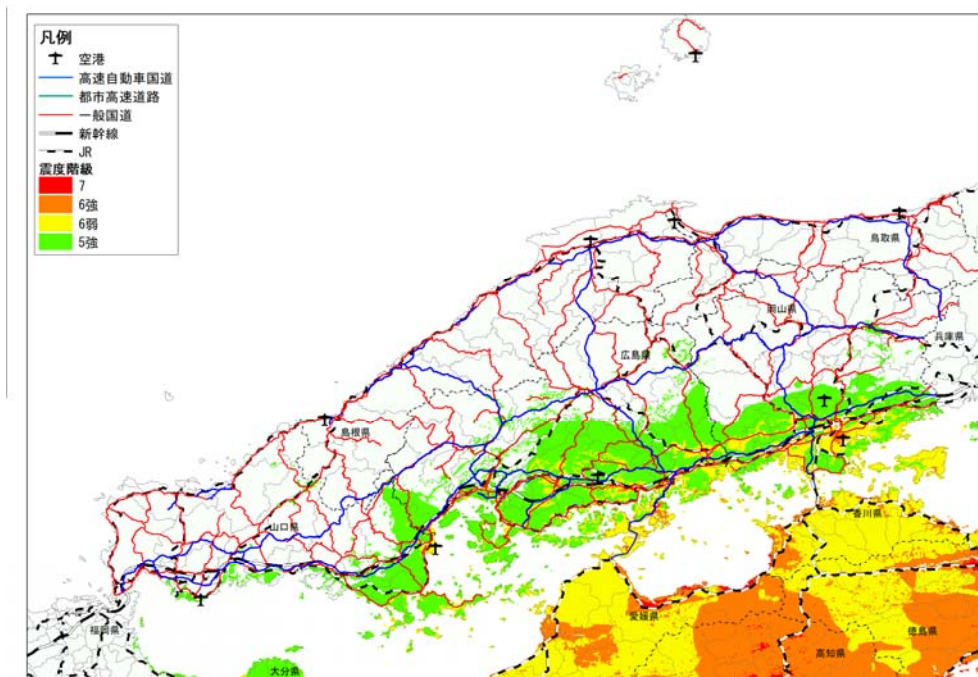 凡例
空港
高速自動車国道
都市高速道路
一般国道
新幹線
JR
震度階級
7
6強
6弱
5強
鳥取県
岡山県
兵庫県
広島県
島根県
山口県
香川県
愛媛県
福岡県
徳島県
高知県
大分県